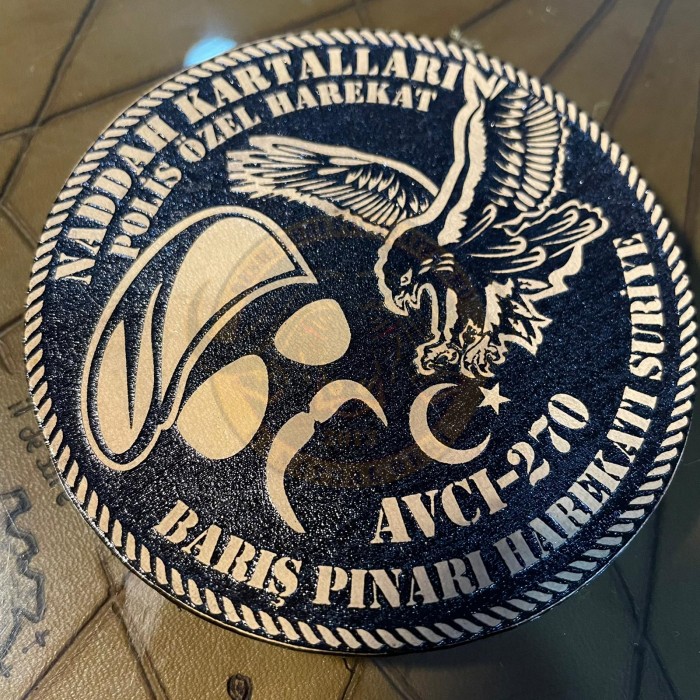 NADDAH KARTALLARI
POLİS ÖZEL HAREKAT
AVCI-270
BARIŞ PINARI HAREKATI SURİYE